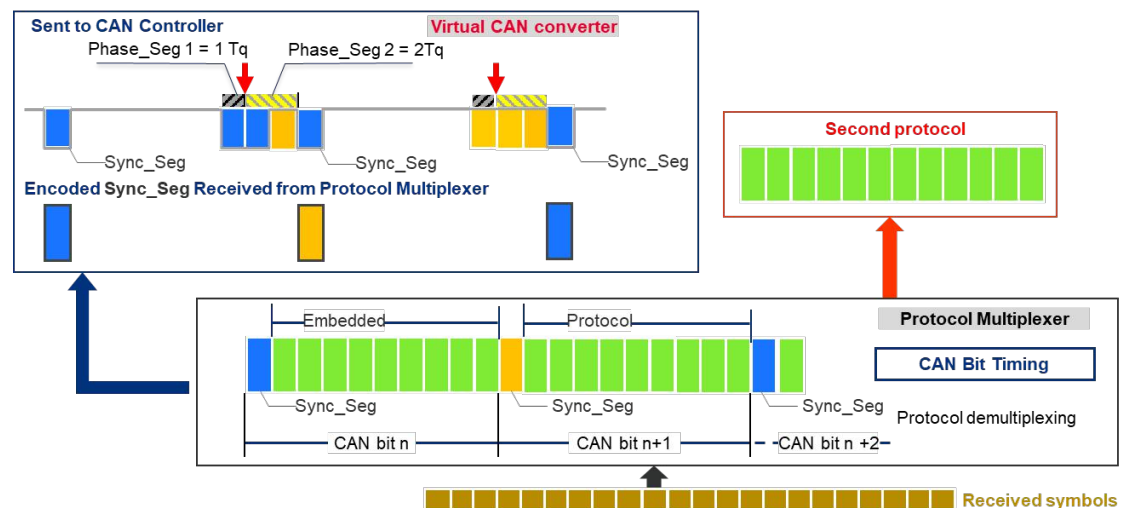 Sent to CAN Controller
Virtual CAN converter
Phase_Seg 1 = 1 Tq
Phase_Seg 2 = 2Tq
Sync_Seg
Sync_Seg
Sync_Seg
Encoded Sync_Seg Received from Protocol Multiplexer
Second protocol
Embedded
Protocol
Protocol Multiplexer
CAN Bit Timing
Sync_Seg
Sync_Seg
Sync_Seg
Protocol demultiplexing
CAN bit n
CAN bit n+1
CAN bit n +2
Received symbols